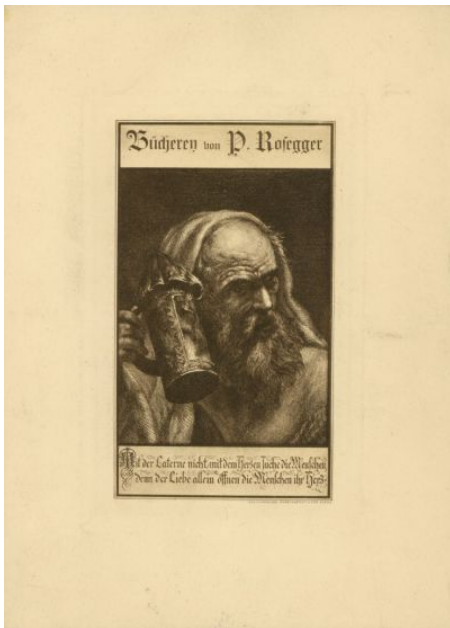 Bücherey von P. Rosegger
Mit der Laterne nicht, mit dem Herzen suche die Menschen
denn der Liebe allein öffnen die Menschen ihr Herz.